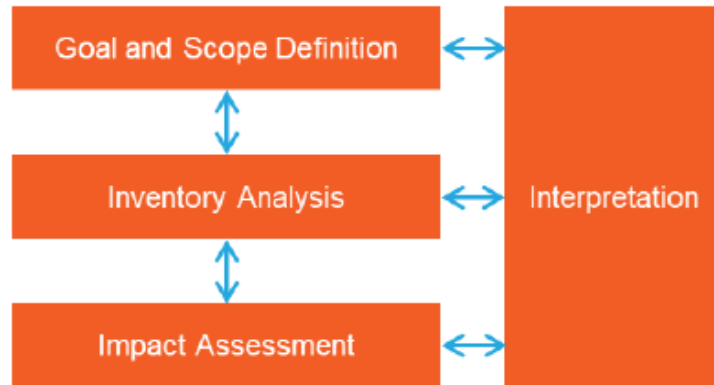 Goal and Scope Definition
Inventory Analysis
Interpretation
Impact Assessment